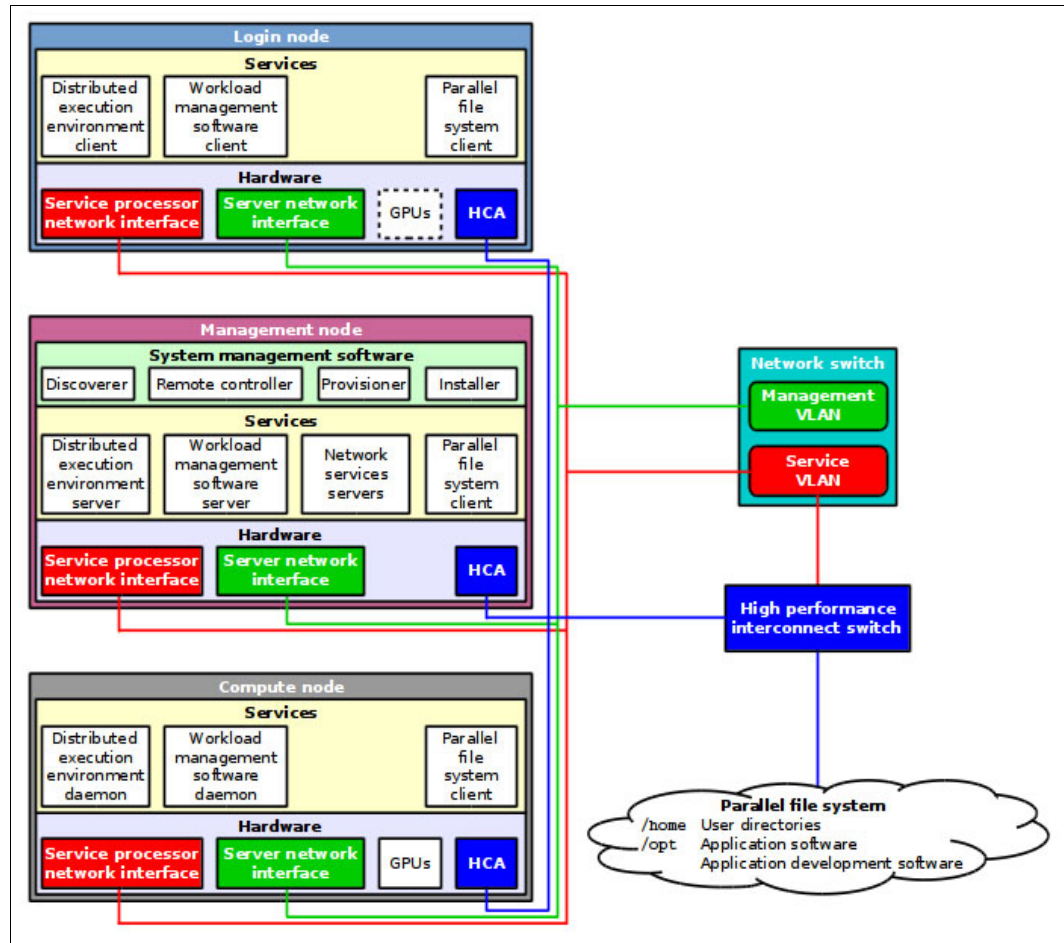 Login node
Services
Distributed
execution
environment
client
Workload
management
software
client
Parallel
file
system
client
Hardware
Service processor
network interface
Server network
interface
GPUs
HCA
Management node
System management software
Discoverer
Remote controller
Provisioner
Installer
Services
Distributed
execution
environment
server
Workload
management
software
server
Network
services
servers
Parallel
file
system
client
Hardware
Service processor
network interface
Server network
interface
HCA
Compute node
Services
Distributed
execution
environment
daemon
Workload
management
software
daemon
Parallel
file
system
client
Hardware
Service processor
network interface
Server network
interface
GPUs
HCA
Network switch
Management
VLAN
Service
VLAN
High performance
interconnect switch
Parallel file system
/home User directories
/opt Application software
Application development software